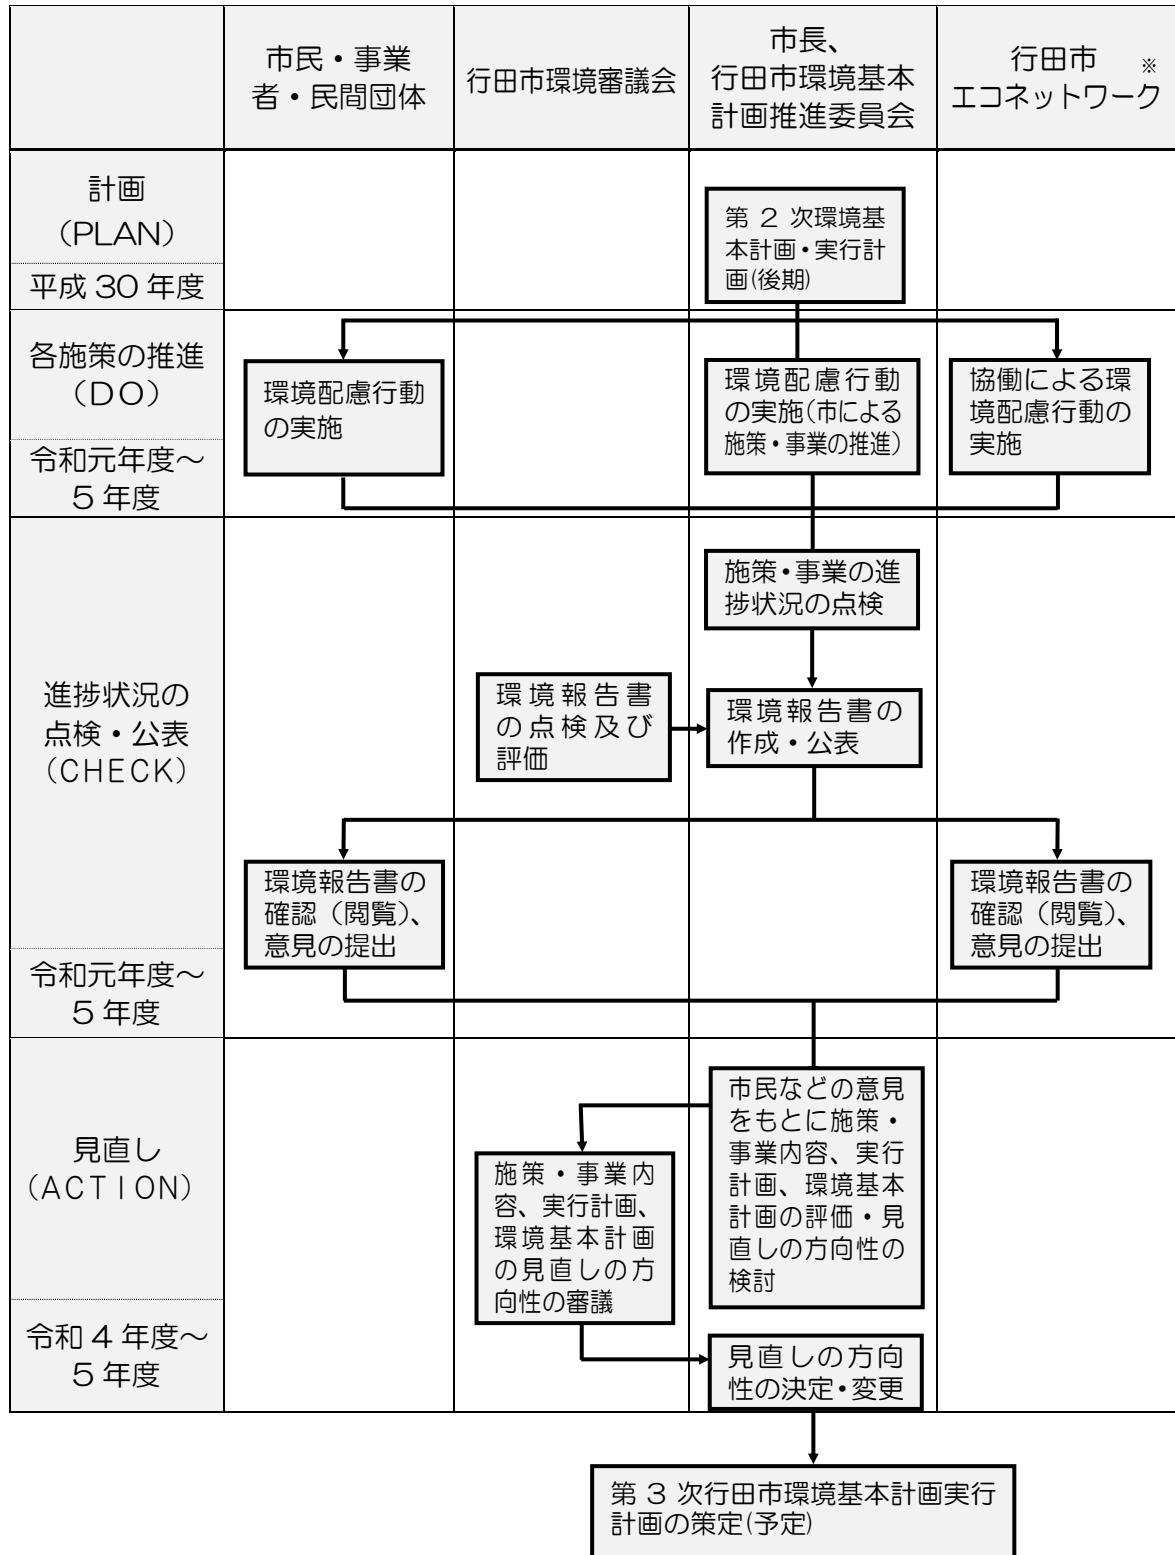 市民・事業
者・民間団体
行田市環境審議会
市長、
行田市環境基本
計画推進委員会
行田市 ※
エコネットワーク
計画
（PLAN）
平成 30 年度
第 2 次環境基
本計画・実行計
画(後期)
各施策の推進
（DO）
令和元年度～
5 年度
環境配慮行動
の実施
環境配慮行動
の実施（市による
施策・事業の推進）
協働による環
境配慮行動の
実施
進捗状況の
点検・公表
（CHECK）
令和元年度～
5 年度
施策・事業の進
捗状況の点検
環境報告書
の点検及び
評価
環境報告書の
作成・公表
環境報告書の
確認（閲覧）、
意見の提出
環境報告書の
確認（閲覧）、
意見の提出
見直し
（ACTION）
令和 4 年度～
5 年度
市民などの意見
をもとに施策・
事業内容、実行
計画、環境基本
計画の評価・見
直しの方向性の
検討
施策・事業内
容、実行計画、
環境基本計画
の見直しの方
向性の審議
見直しの方向
性の決定・変更
第 3 次行田市環境基本計画実行
計画の策定(予定)